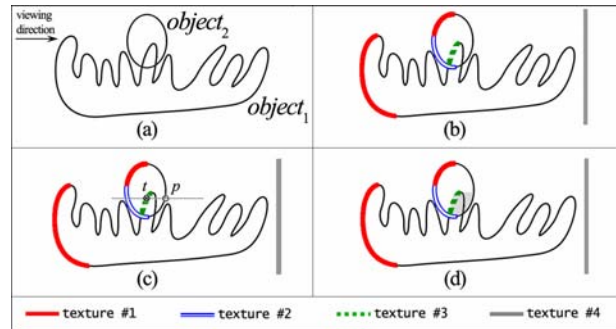 viewing
direction
object2
object1
(a)
(b)
t
p
(c)
(d)
texture #1 texture #2 texture #3 texture #4